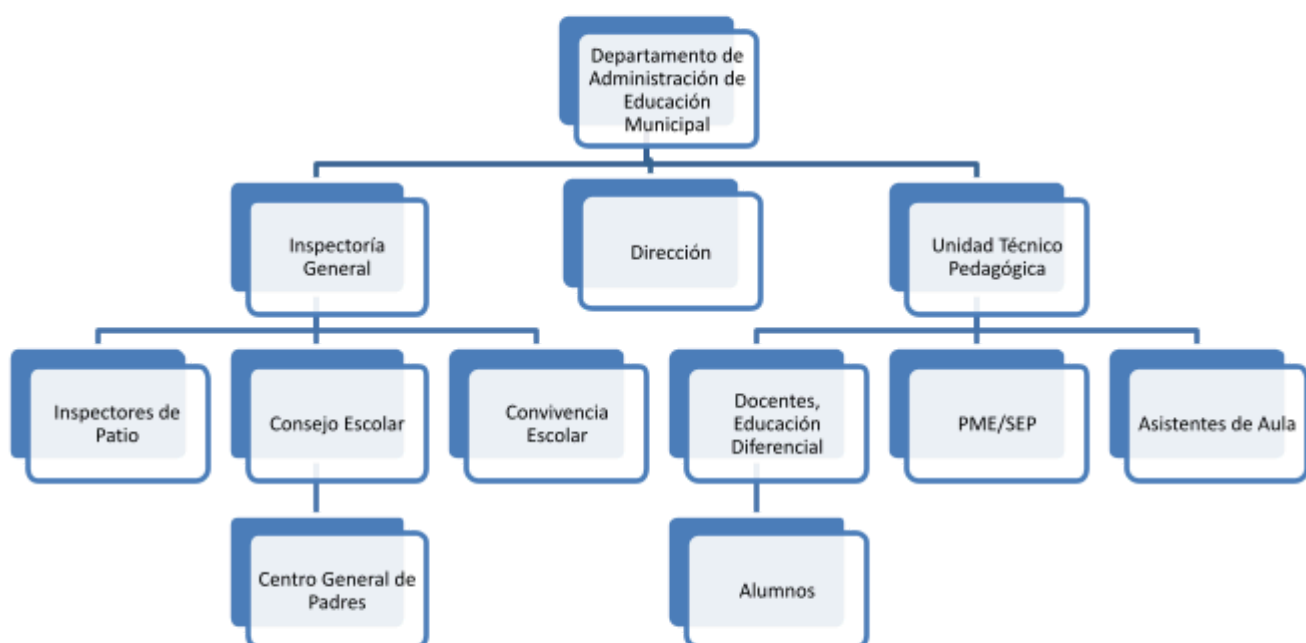 Departamento de
Administración de
Educación
Municipal
Inspectoría
General
Dirección
Unidad Técnico
Pedagógica
Inspectores de
Patio
Consejo Escolar
Convivencia
Escolar
Docentes,
Educación
Diferencial
PME/SEP
Asistentes de Aula
Centro General de
Padres
Alumnos